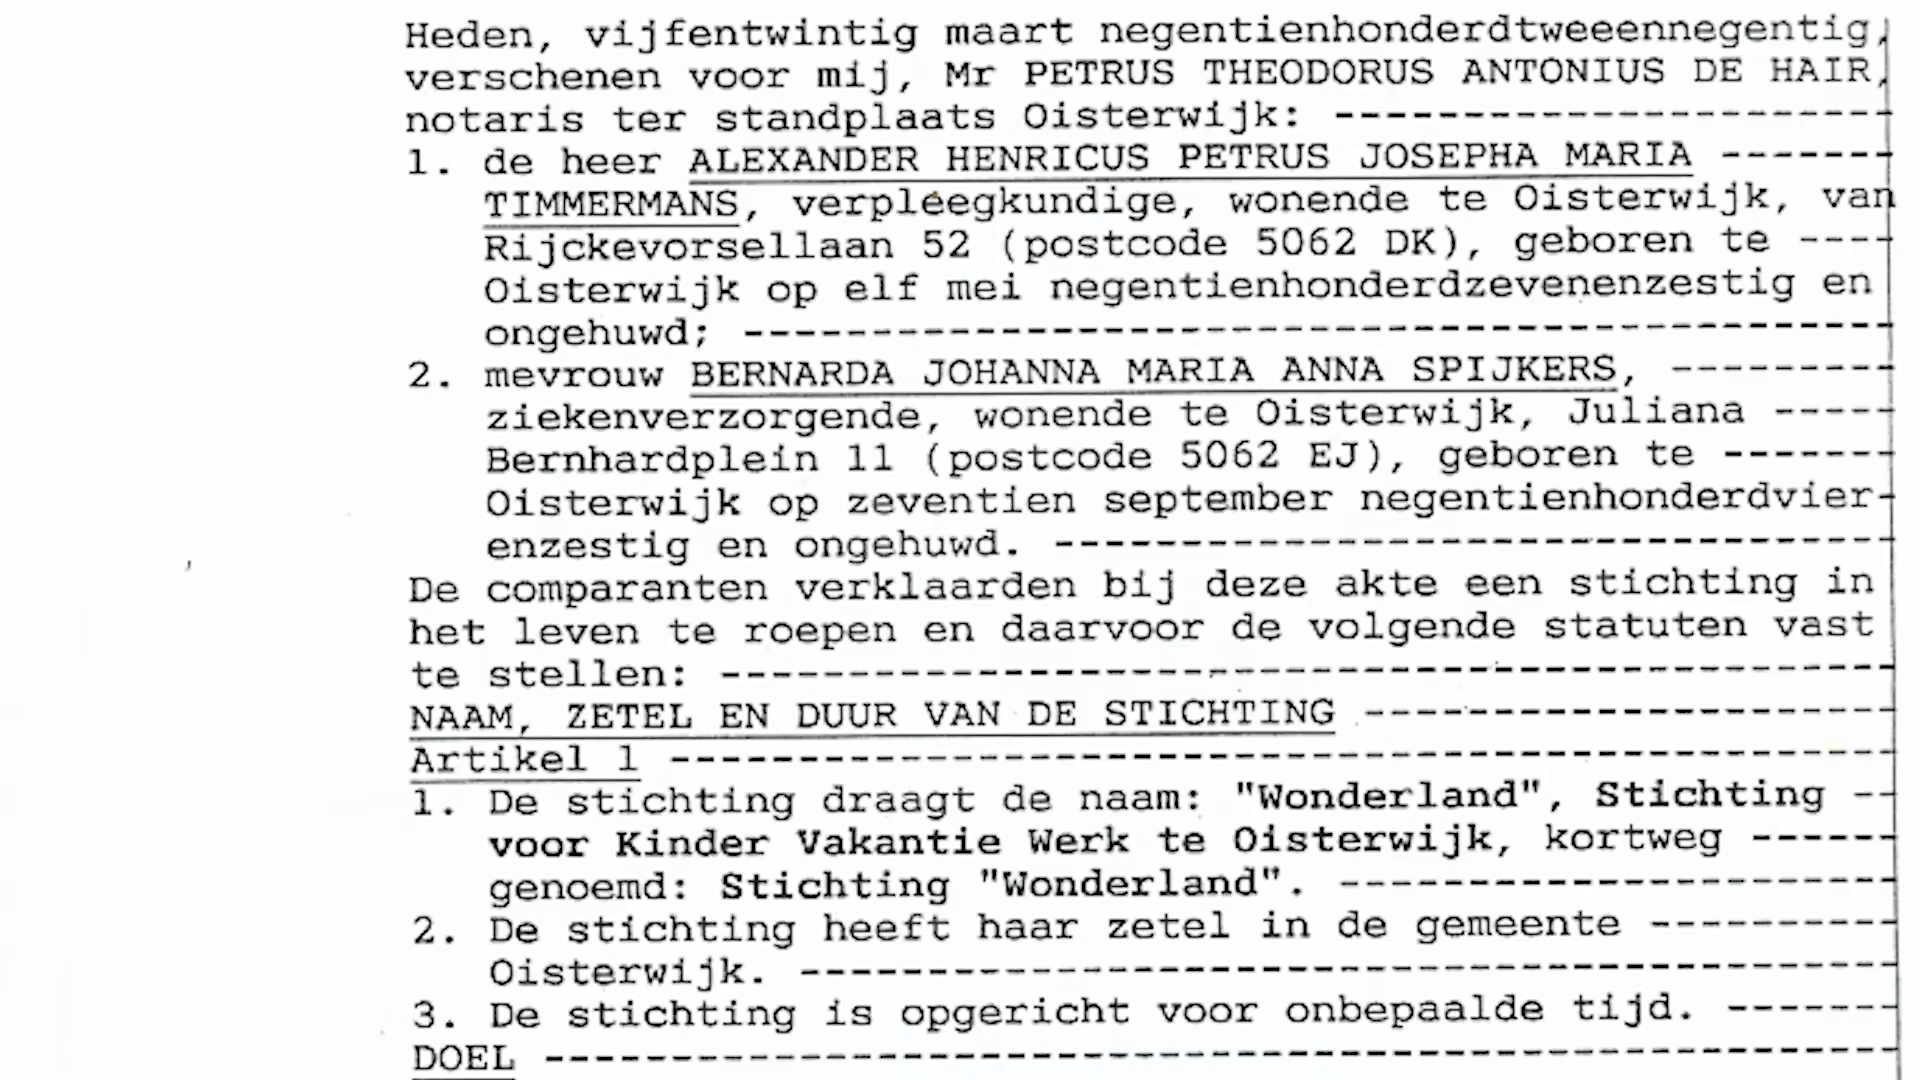 Heden, vijfentwintig maart negentienhonderdtweeennegentig,
verschenen voor mij, Mr PETRUS THEODORUS ANTONIUS DE HAIR,
notaris ter standplaats Oisterwijk: ----------------------
1. de heer ALEXANDER HENRICUS PETRUS JOSEPHA MARIA -------
TIMMERMANS, verpleegkundige, wonende te Oisterwijk, van
Rijckevorsellaan 52 (postcode 5062 DK), geboren te ----
Oisterwijk op elf mei negentienhonderdzevenenzestig en
ongehuwd; ---------------------------------------------
2. mevrouw BERNARDA JOHANNA MARIA ANNA SPIJKERS, ---------
ziekenverzorgende, wonende te Oisterwijk, Juliana -----
Bernhardplein 11 (postcode 5062 EJ), geboren te -------
Oisterwijk op zeventien september negentienhonderdvier-
enzestig en ongehuwd. ---------------------------------
De comparanten verklaarden bij deze akte een stichting in
het leven te roepen en daarvoor de volgende statuten vast
te stellen: ----------------------------------------------
NAAM, ZETEL EN DUUR VAN DE STICHTING ---------------------
Artikel 1 ------------------------------------------------
1. De stichting draagt de naam: "Wonderland", Stichting --
voor Kinder Vakantie Werk te Oisterwijk, kortweg ------
genoemd: Stichting "Wonderland". ----------------------
2. De stichting heeft haar zetel in de gemeente ----------
Oisterwijk. -------------------------------------------
3. De stichting is opgericht voor onbepaalde tijd. -------
DOEL -----------------------------------------------------